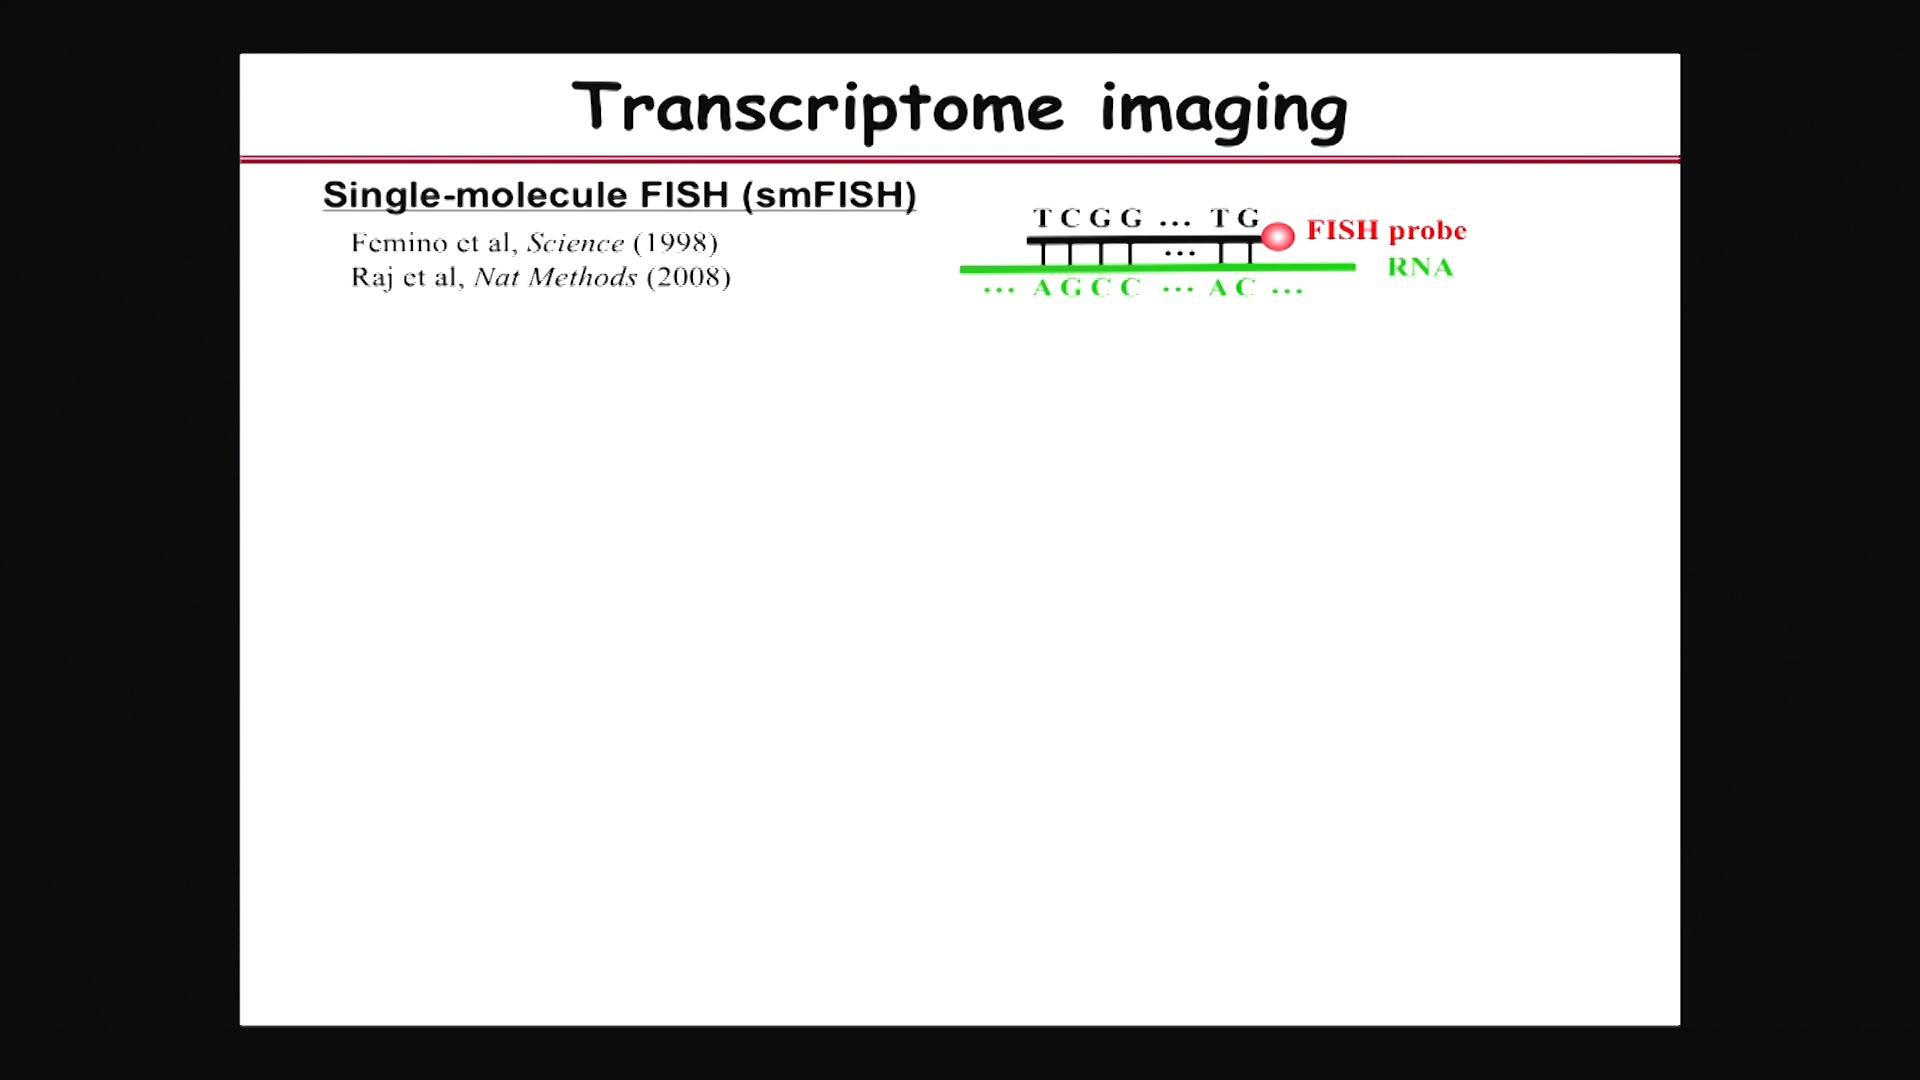 Transcriptome imaging
Single-molecule FISH (smFISH)
Femino et al, Science (1998)
Raj et al, Nat Methods (2008)
T C G G ... T G
FISH probe
...
RNA
... A G C C ... A C ...